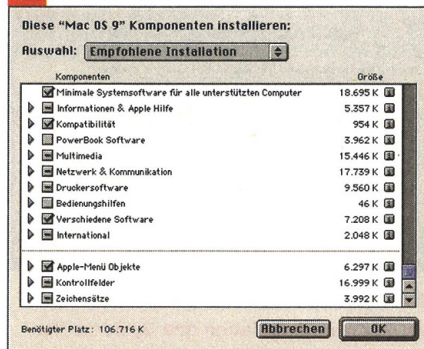 Diese “Mac OS 9” Komponenten installieren:
Auswahl: Empfohlene Installation
Komponenten Größe
Minimale Systemsoftware für alle unterstützten Computer 18.695 K
Informationen & Apple Hilfe 5.357 K
Kompatibilität 954 K
PowerBook Software 3.962 K
Multimedia 15.446 K
Netzwerk & Kommunikation 17.739 K
Druckersoftware 9.560 K
Bedienungshilfen 46 K
Verschiedene Software 7.208 K
International 2.048 K
Apple-Menü Objekte 6.297 K
Kontrollfelder 16.999 K
Zeichensätze 3.992 K
Benötigter Platz: 106.716 K
Abbrechen OK